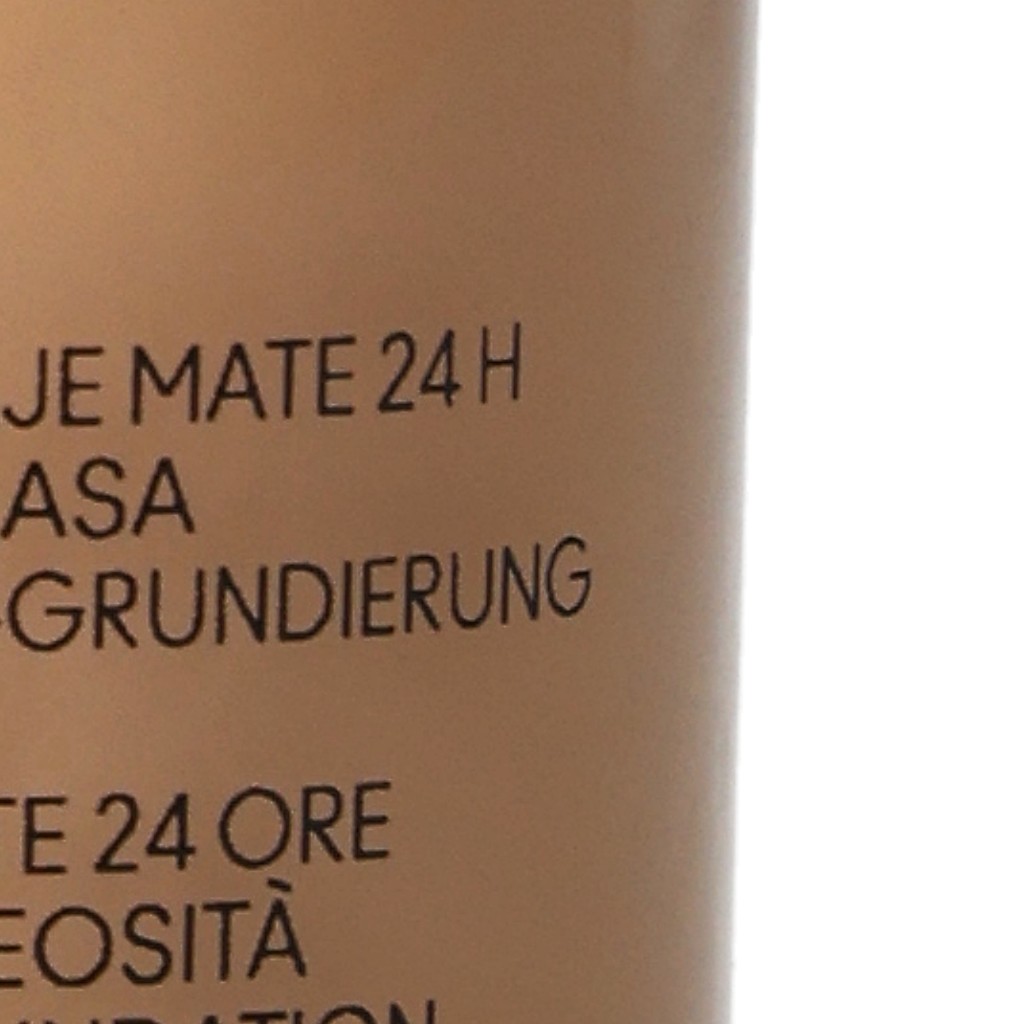 JE MATE 24 H
ASA
-GRUNDIERUNG
TE 24 ORE
EOSITÀ